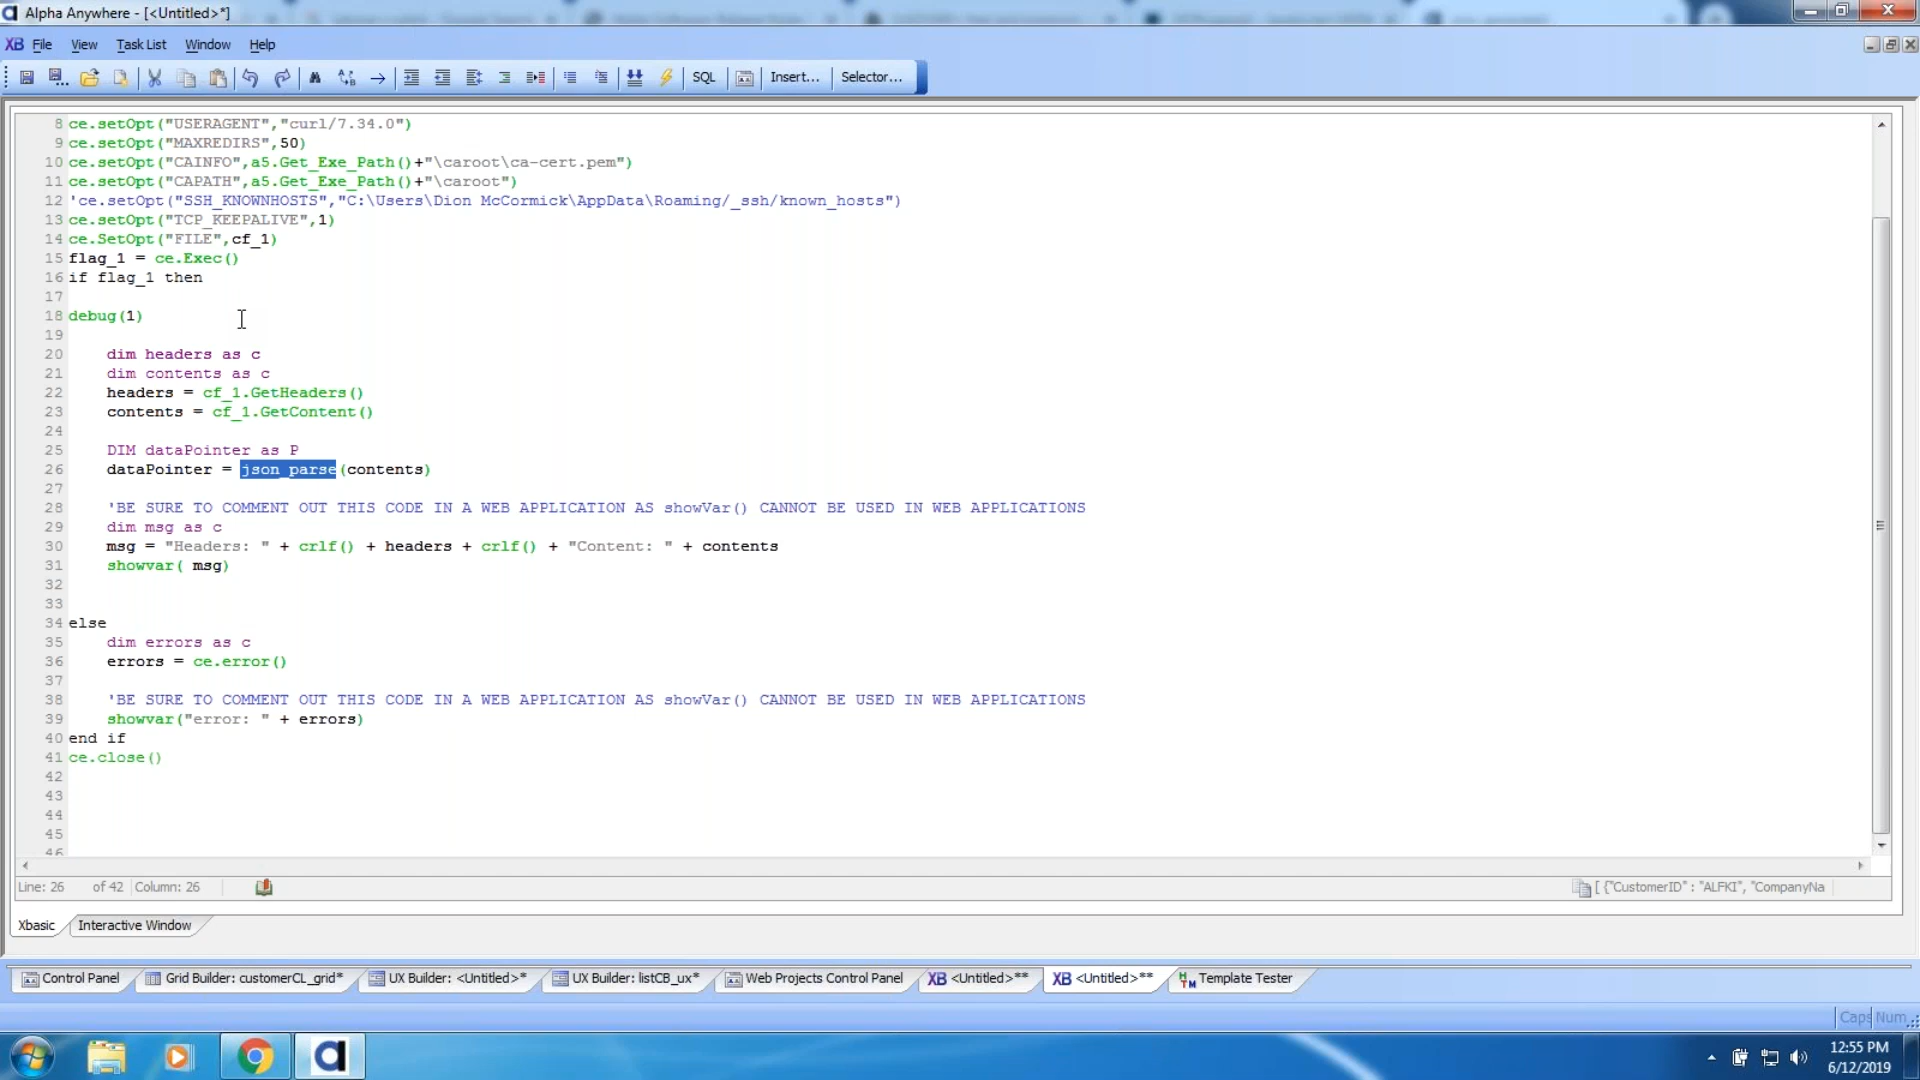 Alpha Anywhere - [<Untitled>*]
XB File View Task List Window Help
SQL Insert... Selector...
8 ce.setOpt("USERAGENT","curl/7.34.0")
9 ce.setOpt("MAXREDIRS",50)
10 ce.setOpt("CAINFO",a5.Get_Exe_Path()+"\caroot\ca-cert.pem")
11 ce.setOpt("CAPATH",a5.Get_Exe_Path()+"\caroot")
12 'ce.setOpt("SSH_KNOWNHOSTS","C:\Users\Dion McCormick\AppData\Roaming/_ssh/known_hosts")
13 ce.setOpt("TCP_KEEPALIVE",1)
14 ce.SetOpt("FILE",cf_1)
15 flag_1 = ce.Exec()
16 if flag_1 then
17
18 debug(1)
19
20 dim headers as c
21 dim contents as c
22 headers = cf_1.GetHeaders()
23 contents = cf_1.GetContent()
24
25 DIM dataPointer as P
26 dataPointer = json_parse(contents)
27
28 'BE SURE TO COMMENT OUT THIS CODE IN A WEB APPLICATION AS showVar() CANNOT BE USED IN WEB APPLICATIONS
29 dim msg as c
30 msg = "Headers: " + crlf() + headers + crlf() + "Content: " + contents
31 showvar( msg)
32
33
34 else
35 dim errors as c
36 errors = ce.error()
37
38 'BE SURE TO COMMENT OUT THIS CODE IN A WEB APPLICATION AS showVar() CANNOT BE USED IN WEB APPLICATIONS
39 showvar("error: " + errors)
40 end if
41 ce.close()
42
43
44
45
46
Line: 26 of 42 Column: 26 [ {"CustomerID" : "ALFKI", "CompanyNa
Xbasic Interactive Window
Control Panel Grid Builder: customerCL_grid* UX Builder: <Untitled>* UX Builder: listCB_ux* Web Projects Control Panel XB <Untitled>** XB <Untitled>** HTM Template Tester
Caps Num
12:55 PM
6/12/2019